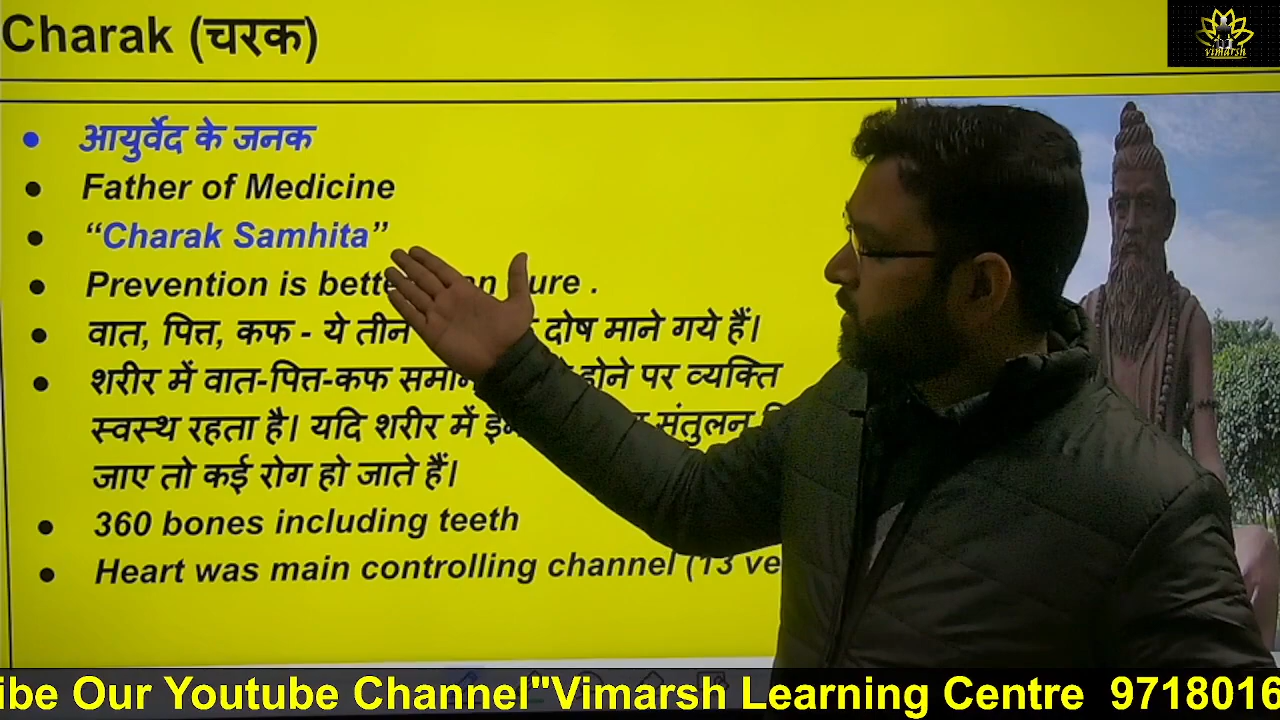 Charak (चरक)
vimarsh
आयुर्वेद के जनक
Father of Medicine
“Charak Samhita”
Prevention is better ure .
वात, पित्त, कफ - ये तीन दोष माने गये हैं।
शरीर में वात-पित्त-कफ समान होने पर व्यक्ति
स्वस्थ रहता है। यदि शरीर में संतुलन
जाए तो कई रोग हो जाते हैं।
360 bones including teeth
Heart was main controlling channel (13 ve
ibe Our Youtube Channel"Vimarsh Learning Centre 9718016